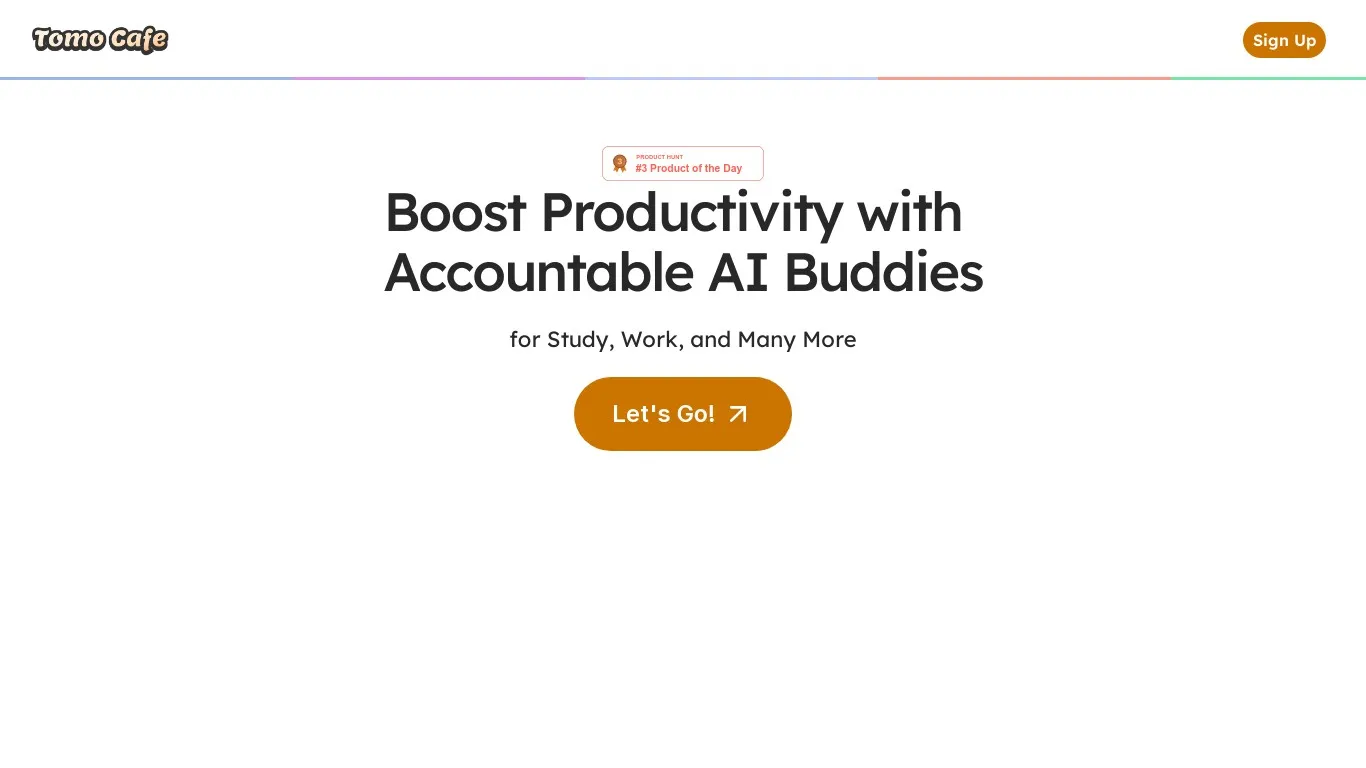 Tomo Cafe
Sign Up
3
PRODUCT HUNT
#3 Product of the Day
Boost Productivity with
Accountable AI Buddies
for Study, Work, and Many More
Let's Go!